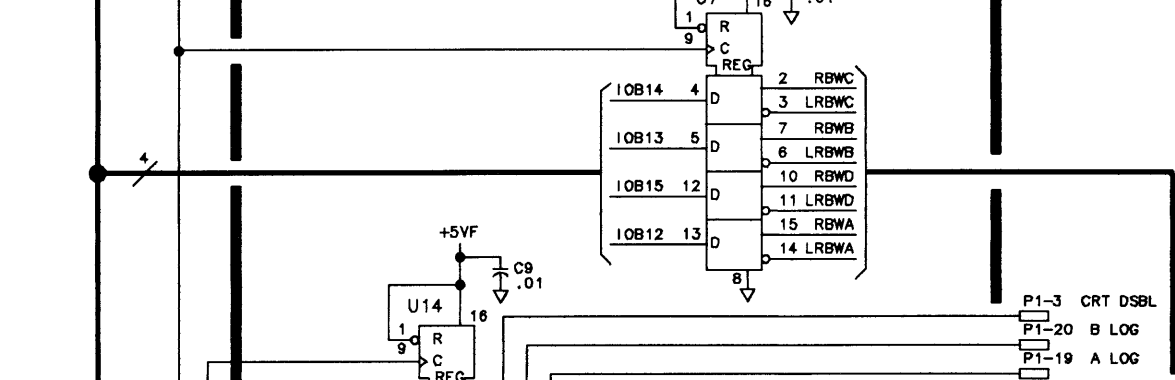 16
1 R
9 C
REG
IOB14 4 D 2 RBWC
3 LRBWC
IOB13 5 D 7 RBWB
6 LRBWB
4
IOB15 12 D 10 RBWD
11 LRBWD
IOB12 13 D 15 RBWA
14 LRBWA
8
+5VF
C9
.01
U14
16
1 R
9 C
REG
P1-3 CRT DSBL
P1-20 B LOG
P1-19 A LOG